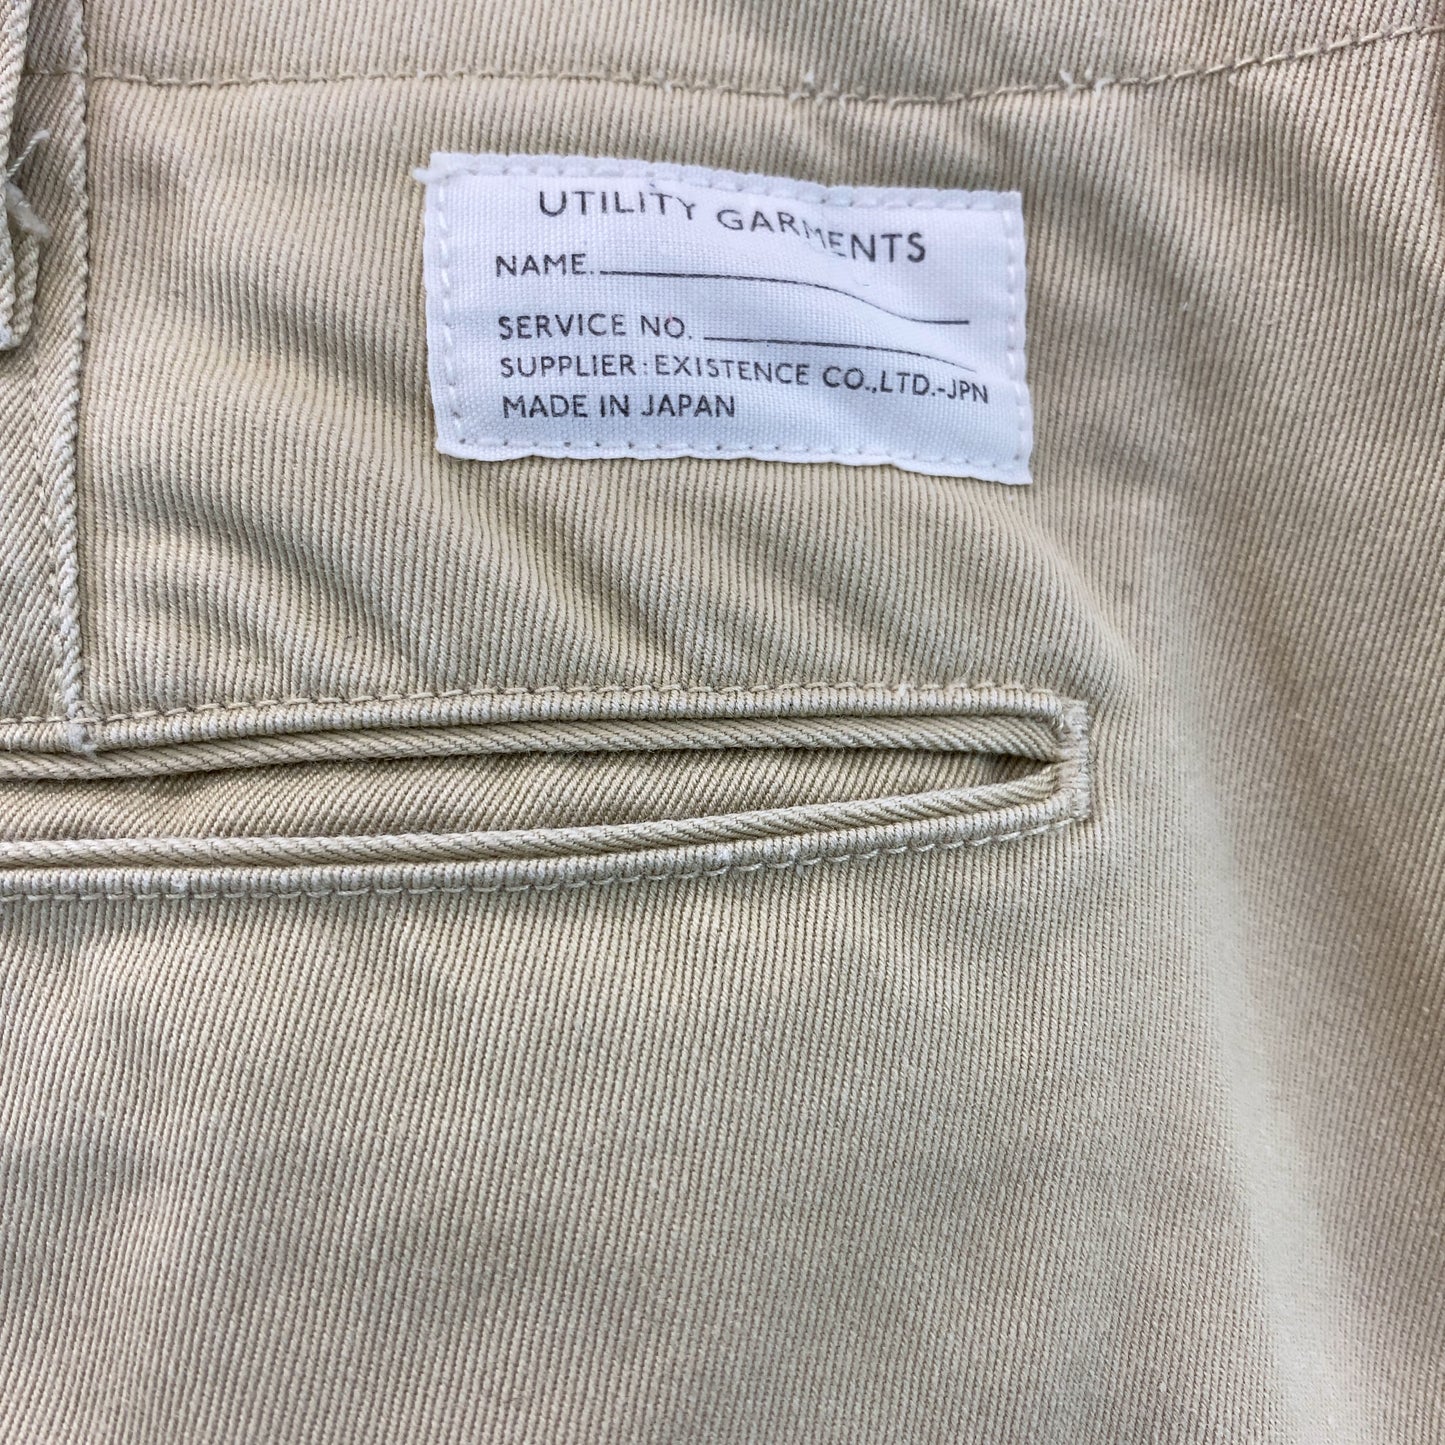 UTILITY GARMENTS
NAME.
SERVICE NO.
SUPPLIER: EXISTENCE CO.,LTD.-JPN
MADE IN JAPAN